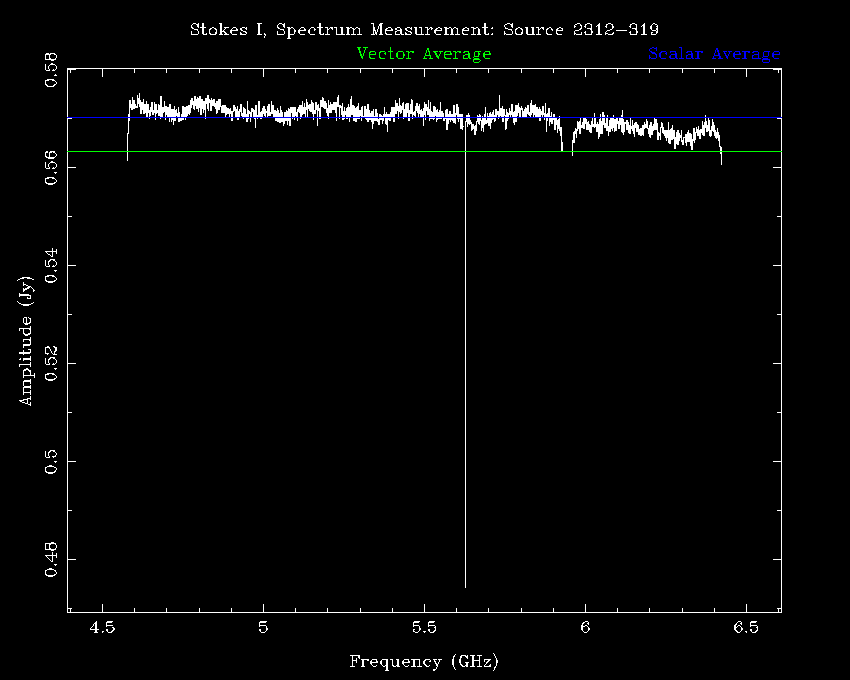 Stokes I, Spectrum Measurement: Source 2312−319
Vector Average
Scalar Average
0.58
0.56
0.54
0.52
0.5
0.48
Amplitude (Jy)
4.5
5
5.5
6
6.5
Frequency (GHz)